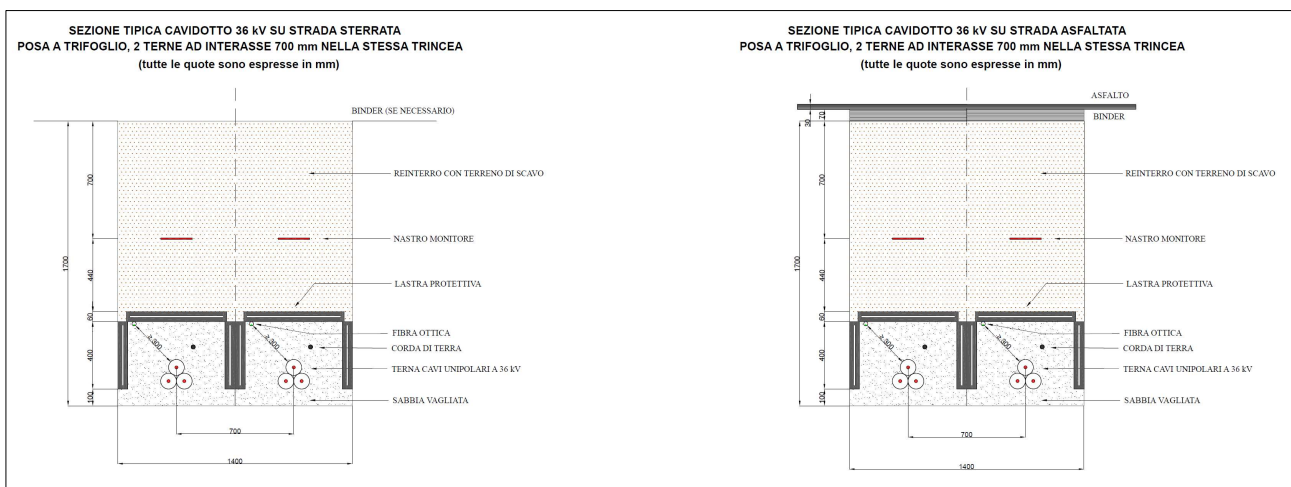 SEZIONE TIPICA CAVIDOTTO 36 kV SU STRADA STERRATA
POSA A TRIFOGLIO, 2 TERNE AD INTERASSE 700 mm NELLA STESSA TRINCEA
(tutte le quote sono espresse in mm)
BINDER (SE NECESSARIO)
700
REINTERRO CON TERRENO DI SCAVO
NASTRO MONITORE
1700
440
LASTRA PROTETTIVA
60
FIBRA OTTICA
≥ 300
≥ 300
CORDA DI TERRA
400
TERNA CAVI UNIPOLARI A 36 kV
100
SABBIA VAGLIATA
700
1400
SEZIONE TIPICA CAVIDOTTO 36 kV SU STRADA ASFALTATA
POSA A TRIFOGLIO, 2 TERNE AD INTERASSE 700 mm NELLA STESSA TRINCEA
(tutte le quote sono espresse in mm)
ASFALTO
30
70
BINDER
700
REINTERRO CON TERRENO DI SCAVO
NASTRO MONITORE
1700
440
LASTRA PROTETTIVA
60
FIBRA OTTICA
≥ 300
≥ 300
CORDA DI TERRA
400
TERNA CAVI UNIPOLARI A 36 kV
100
SABBIA VAGLIATA
700
1400